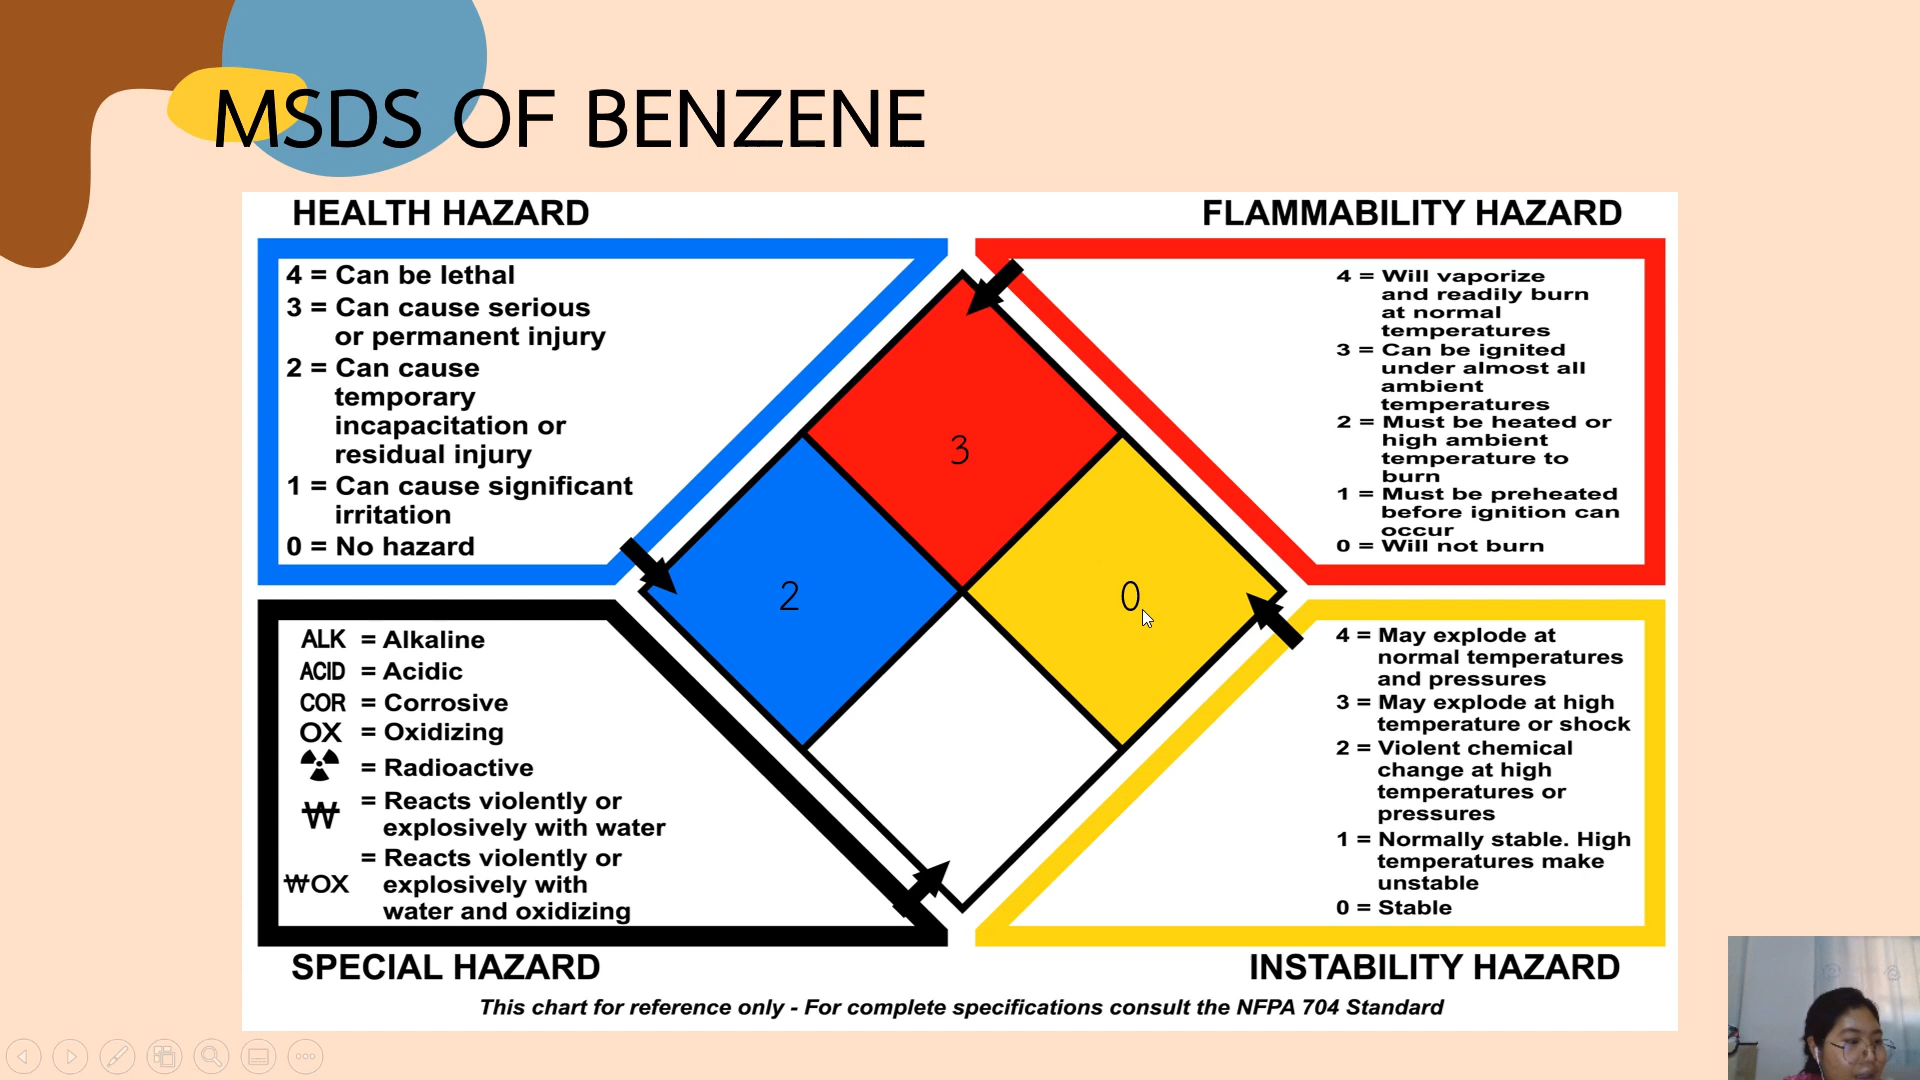 MSDS OF BENZENE
HEALTH HAZARD
4 = Can be lethal
3 = Can cause serious
or permanent injury
2 = Can cause
temporary
incapacitation or
residual injury
1 = Can cause significant
irritation
0 = No hazard
FLAMMABILITY HAZARD
4 = Will vaporize
and readily burn
at normal
temperatures
3 = Can be ignited
under almost all
ambient
temperatures
2 = Must be heated or
high ambient
temperature to
burn
1 = Must be preheated
before ignition can
occur
0 = Will not burn
3
2
0
ALK = Alkaline
ACID = Acidic
COR = Corrosive
OX = Oxidizing
= Radioactive
W = Reacts violently or
explosively with water
= Reacts violently or
WOX explosively with
water and oxidizing
SPECIAL HAZARD
4 = May explode at
normal temperatures
and pressures
3 = May explode at high
temperature or shock
2 = Violent chemical
change at high
temperatures or
pressures
1 = Normally stable. High
temperatures make
unstable
0 = Stable
INSTABILITY HAZARD
This chart for reference only - For complete specifications consult the NFPA 704 Standard